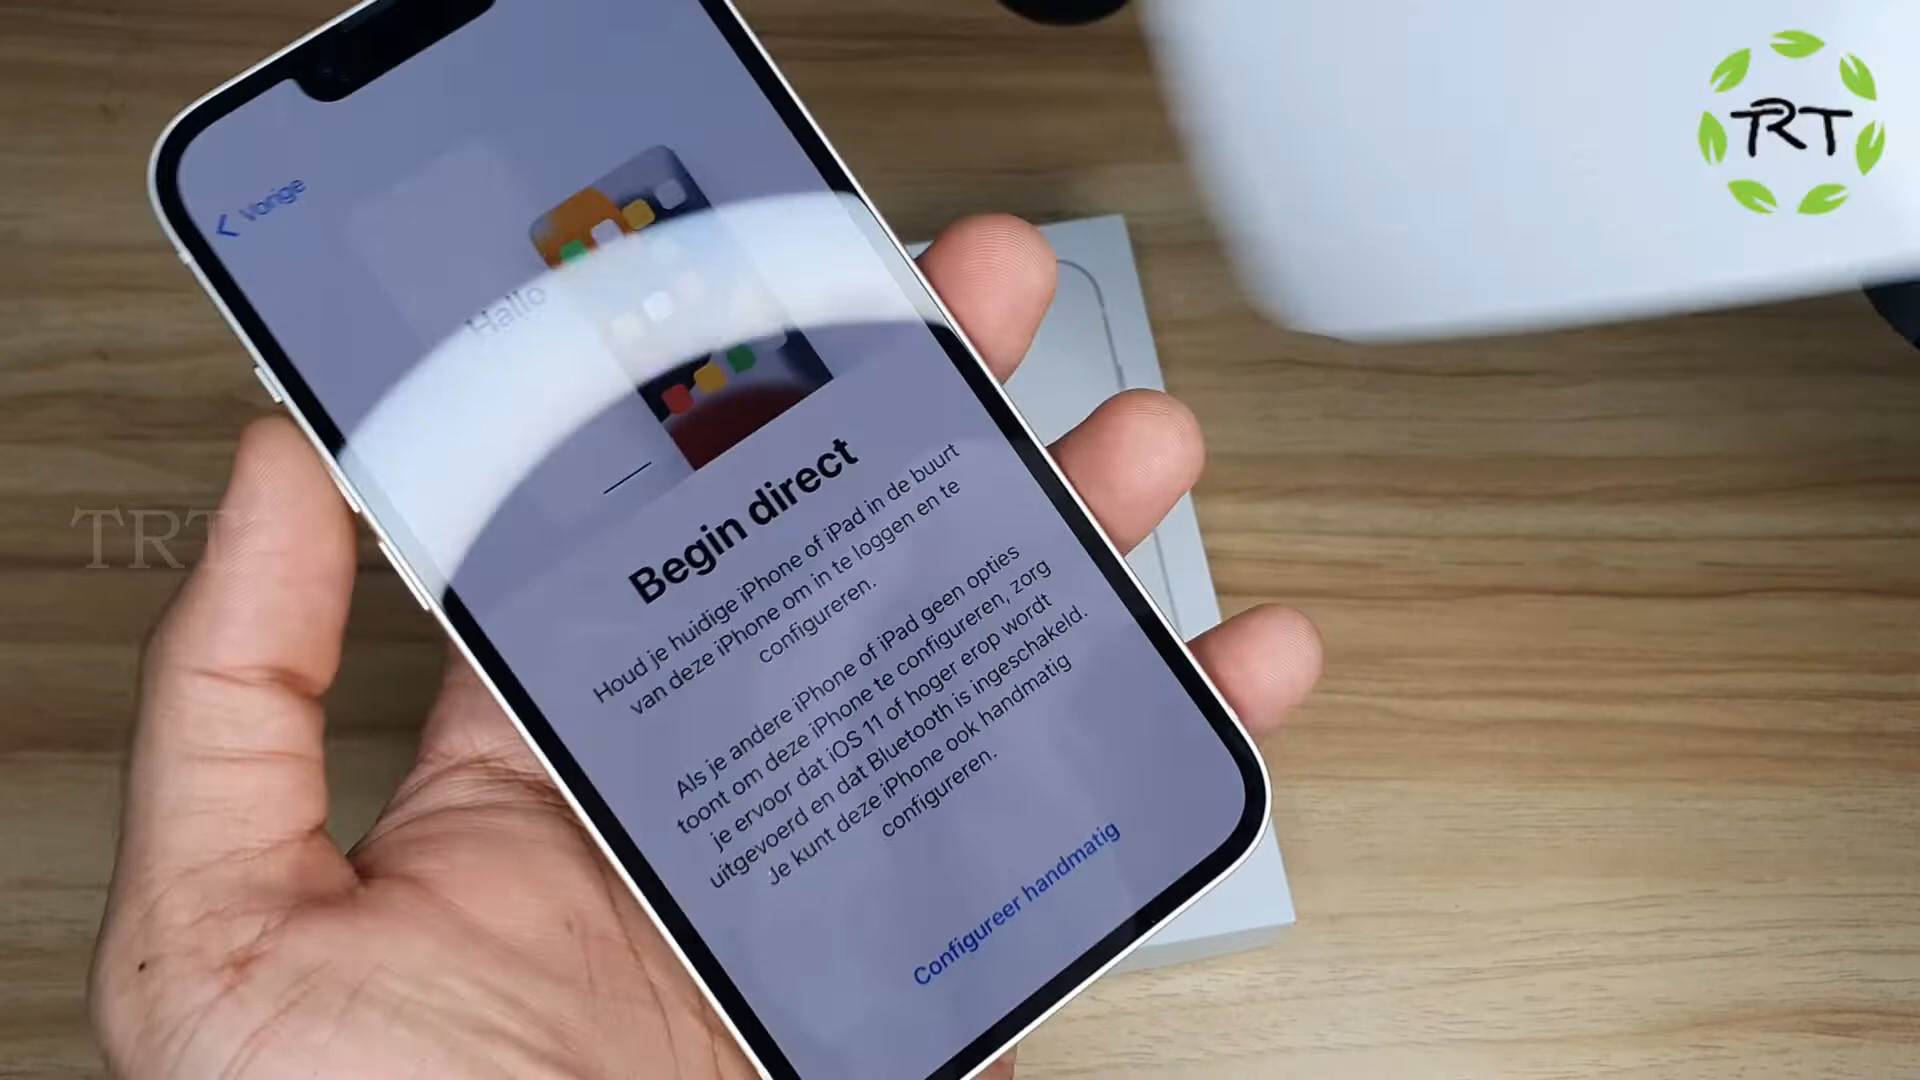 TRT
Vorige
Hallo
Begin direct
Houd je huidige iPhone of iPad in de buurt
van deze iPhone om in te loggen en te
configureren.
Als je andere iPhone of iPad geen opties
toont om deze iPhone te configureren, zorg
je ervoor dat iOS 11 of hoger erop wordt
uitgevoerd en dat Bluetooth is ingeschakeld.
Je kunt deze iPhone ook handmatig
configureren.
Configureer handmatig
TRT